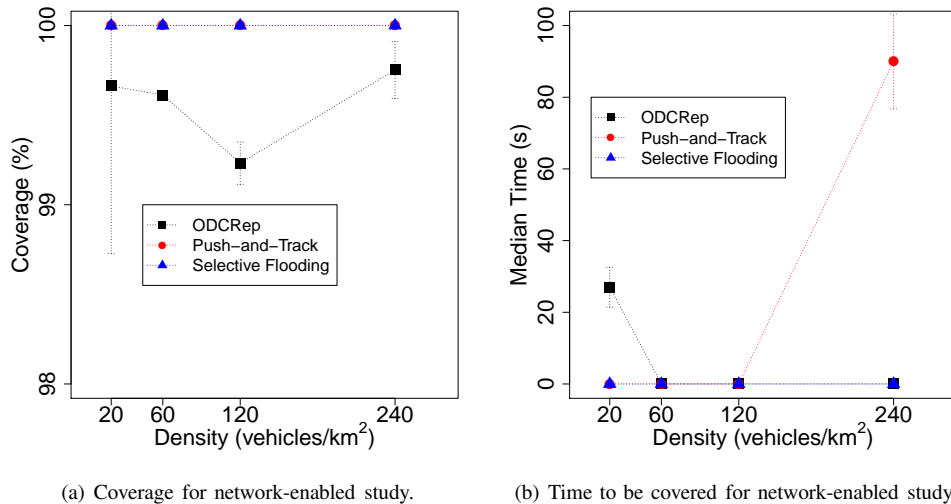 Coverage (%)
100
99
98
ODCRep
Push−and−Track
Selective Flooding
20 60 120 240
Density (vehicles/km²)
(a) Coverage for network-enabled study.
Median Time (s)
100
80
60
40
20
0
ODCRep
Push−and−Track
Selective Flooding
20 60 120 240
Density (vehicles/km²)
(b) Time to be covered for network-enabled study